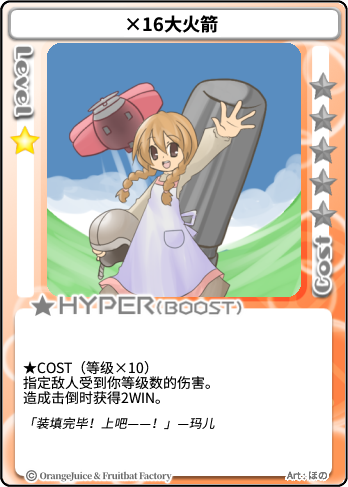 ×16大火箭
Level
Cost
★HYPER(BOOST)
★COST（等级×10）
指定敌人受到你等级数的伤害。
造成击倒时获得2WIN。
「装填完毕！上吧——！」—玛儿
© OrangeJuice & Fruitbat Factory
Art : ほの